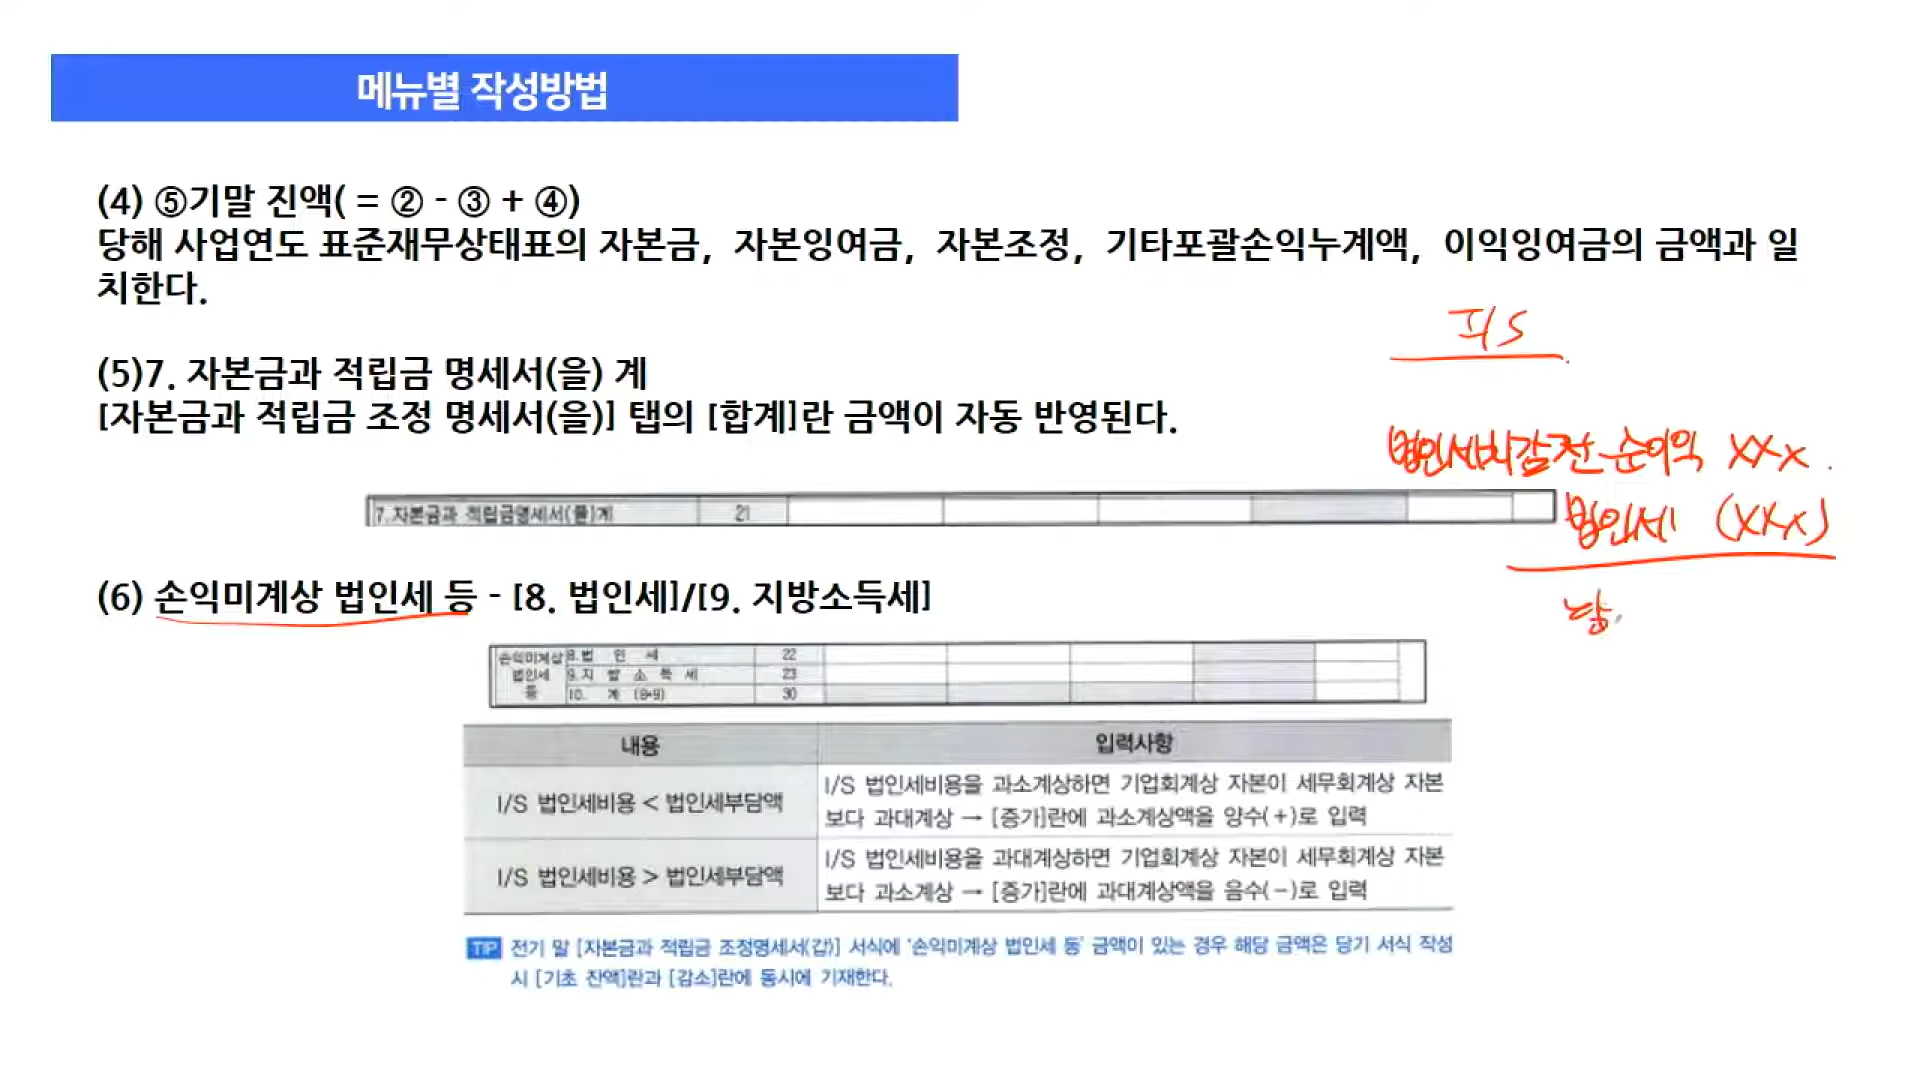 메뉴별 작성방법
(4) ⑤기말 진액( = ② - ③ + ④)
당해 사업연도 표준재무상태표의 자본금, 자본잉여금, 자본조정, 기타포괄손익누계액, 이익잉여금의 금액과 일
치한다.
I/S
(5)7. 자본금과 적립금 명세서(을) 계
[자본금과 적립금 조정 명세서(을)] 탭의 [합계]란 금액이 자동 반영된다.
법인세차감전순이익 XXX
7.자본금과 적립금명세서(을)계 21
법인세 (XXX)
(6) 손익미계상 법인세 등 - [8. 법인세]/[9. 지방소득세]
당
손익미계상 법인세 등
8.법 인 세 22
9.지 방 소 득 세 23
10. 계 (8+9) 30
내용 입력사항
I/S 법인세비용 < 법인세부담액
I/S 법인세비용을 과소계상하면 기업회계상 자본이 세무회계상 자본
보다 과대계상 → [증가]란에 과소계상액을 양수(+)로 입력
I/S 법인세비용 > 법인세부담액
I/S 법인세비용을 과대계상하면 기업회계상 자본이 세무회계상 자본
보다 과소계상 → [증가]란에 과대계상액을 음수(-)로 입력
TIP 전기 말 [자본금과 적립금 조정명세서(갑)] 서식에 '손익미계상 법인세 등' 금액이 있는 경우 해당 금액은 당기 서식 작성
시 [기초 잔액]란과 [감소]란에 동시에 기재한다.